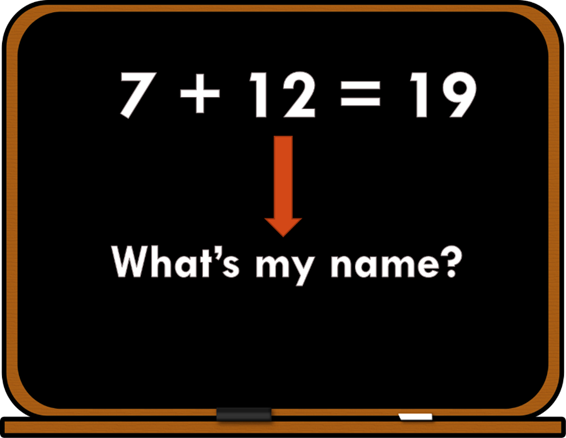 7 + 12 = 19
What’s my name?